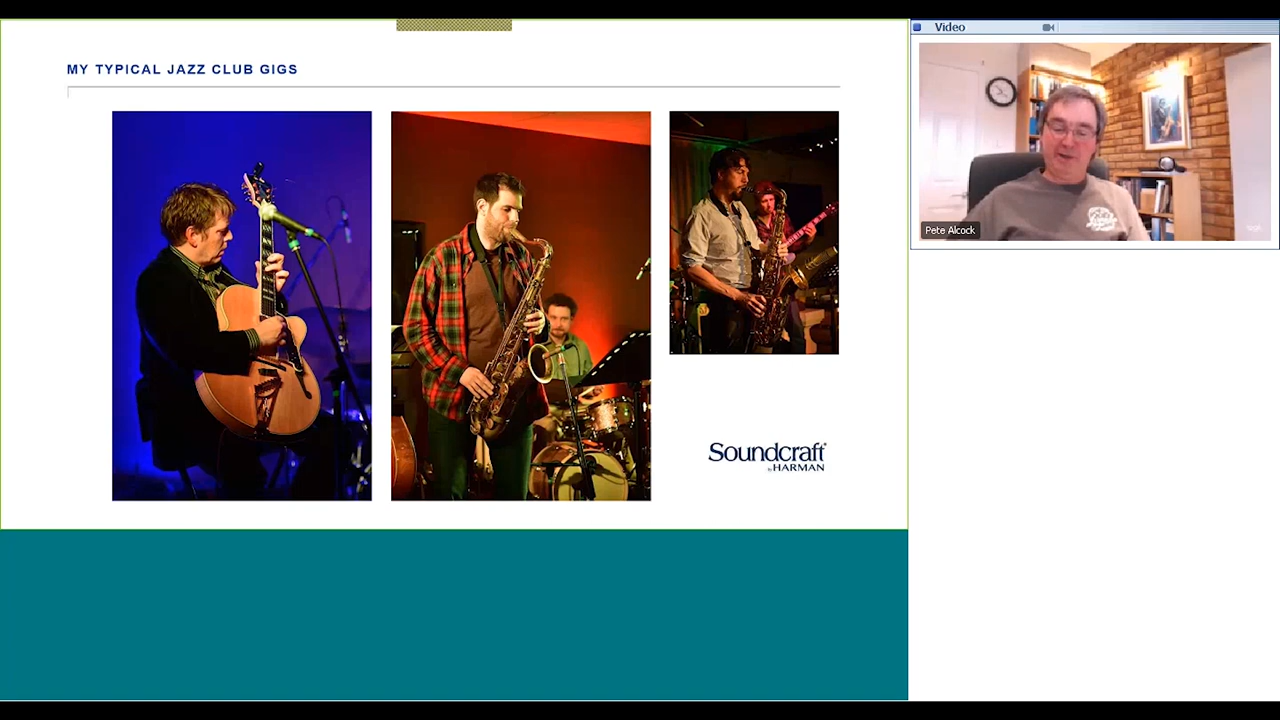 MY TYPICAL JAZZ CLUB GIGS
Soundcraft
by HARMAN
Video
Pete Alcock